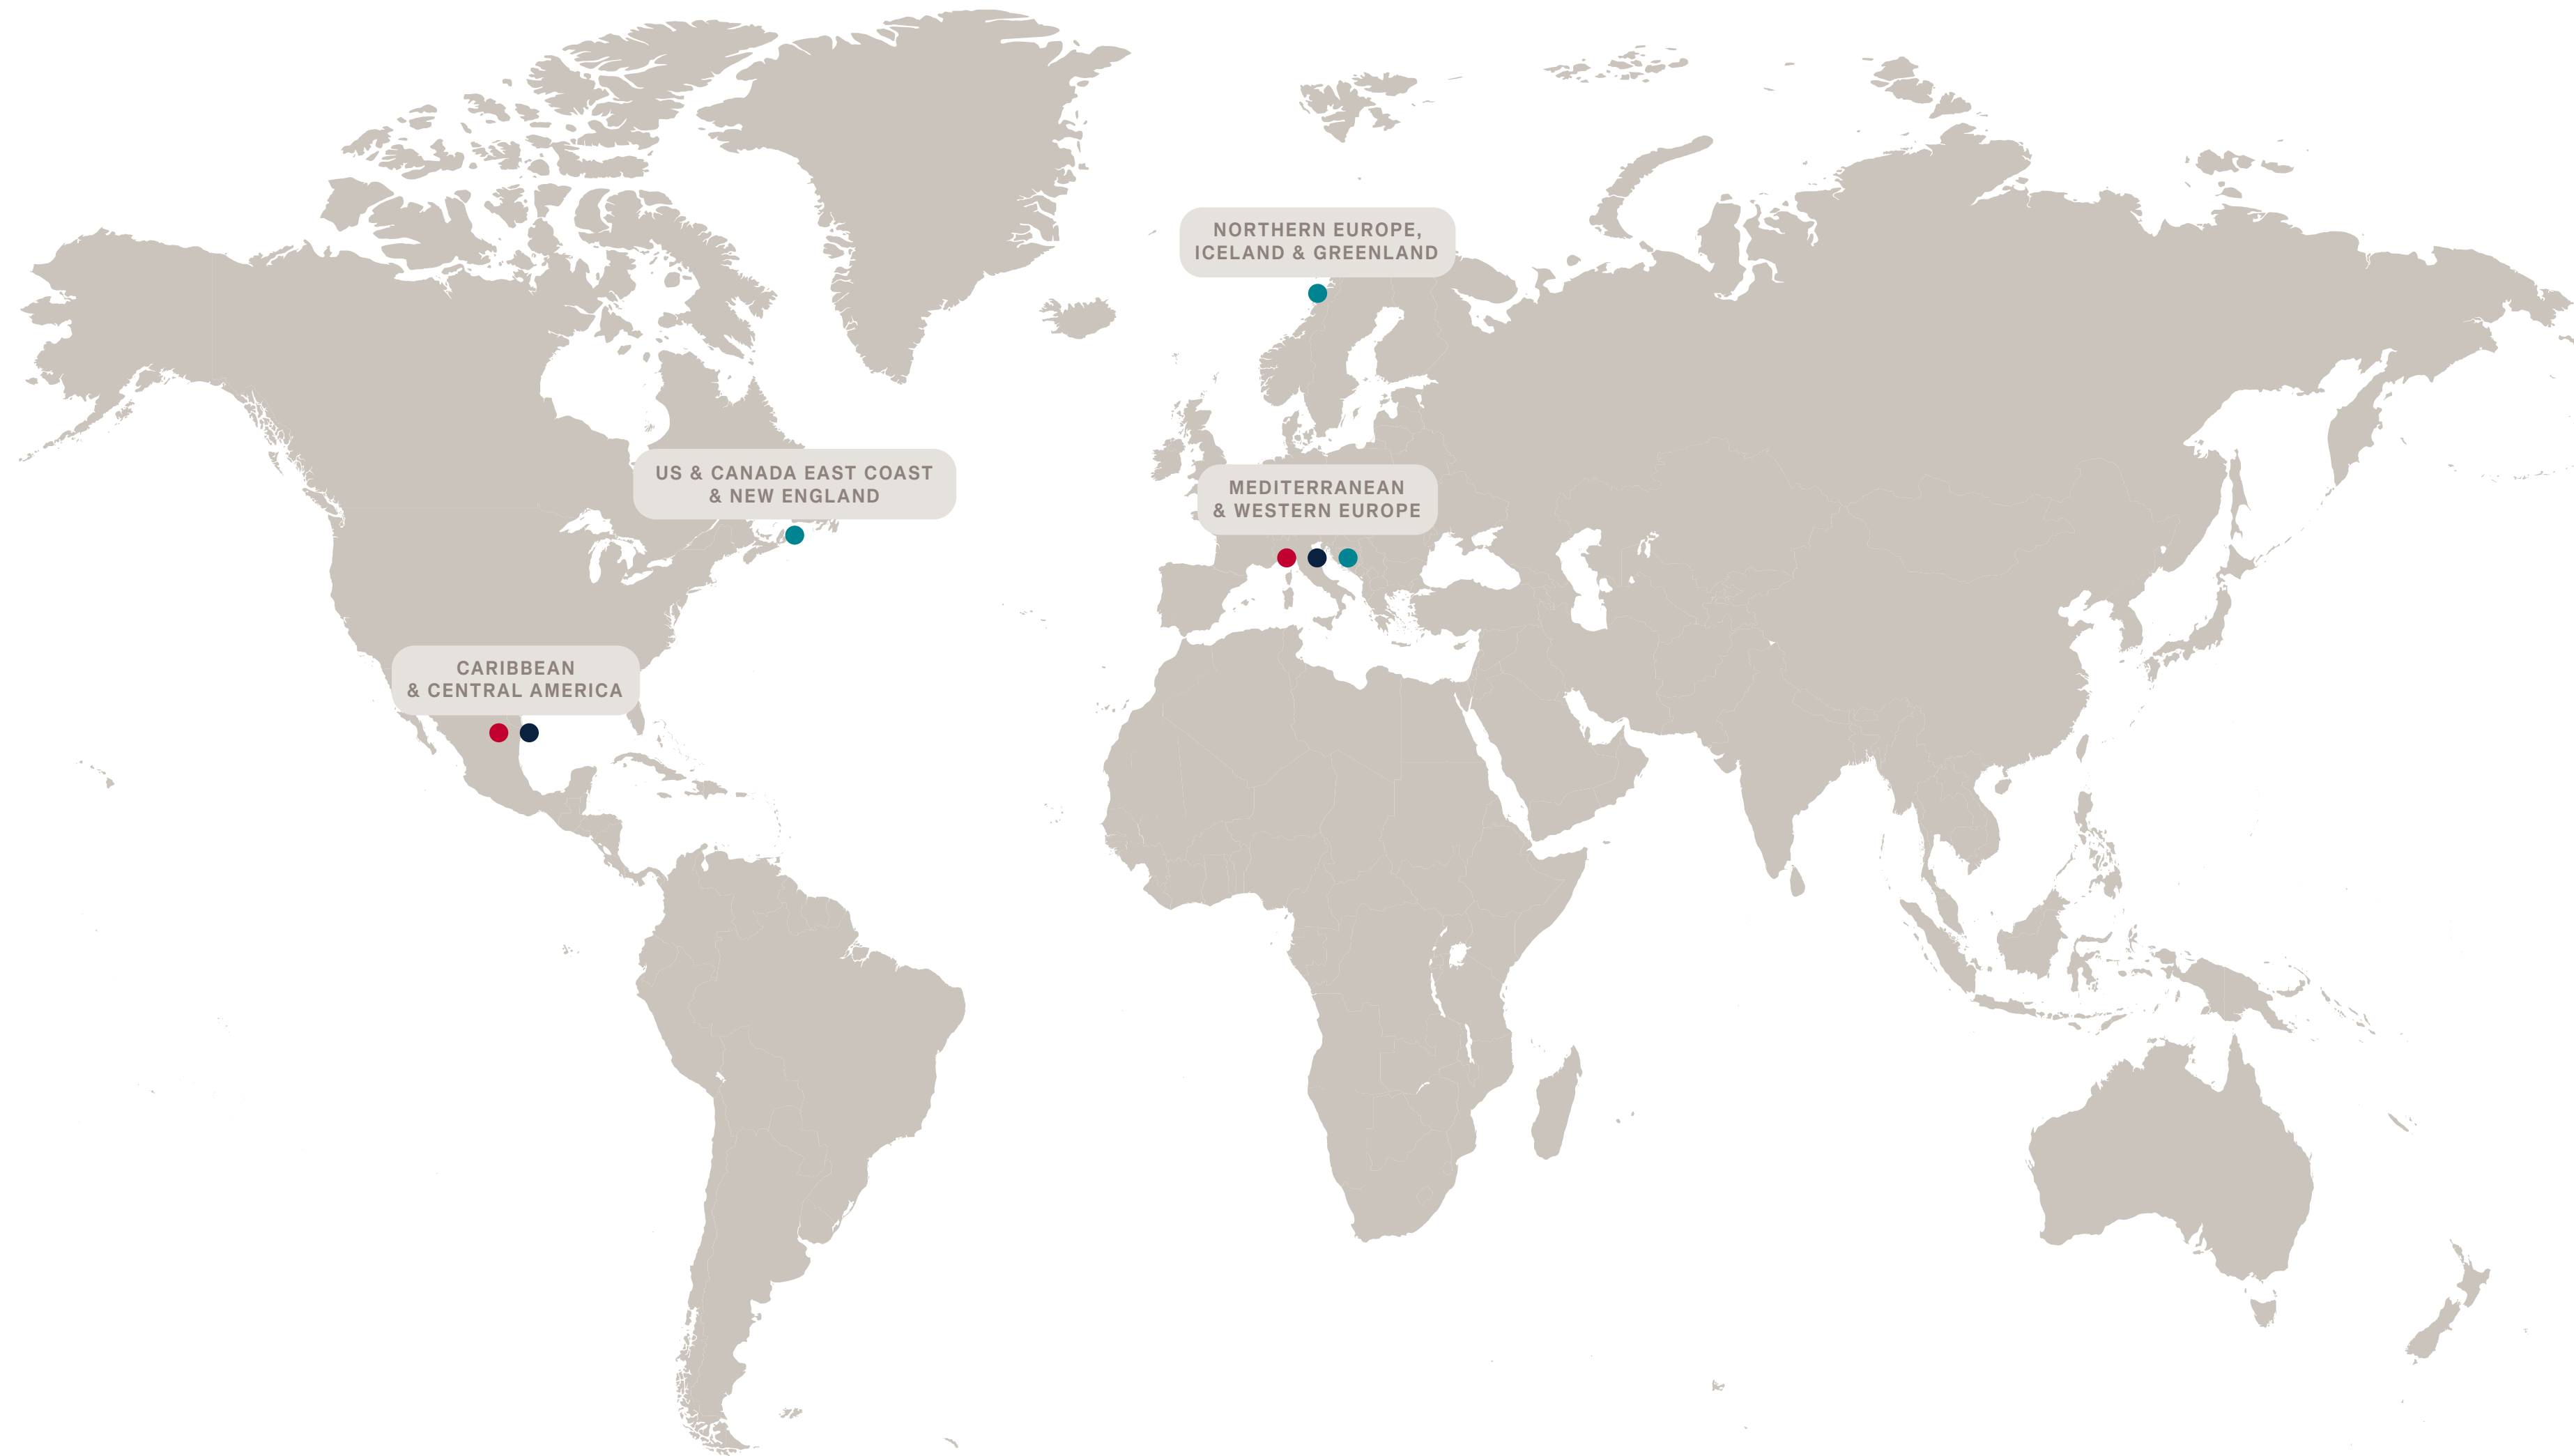 NORTHERN EUROPE,
ICELAND & GREENLAND
US & CANADA EAST COAST
& NEW ENGLAND
MEDITERRANEAN
& WESTERN EUROPE
CARIBBEAN
& CENTRAL AMERICA